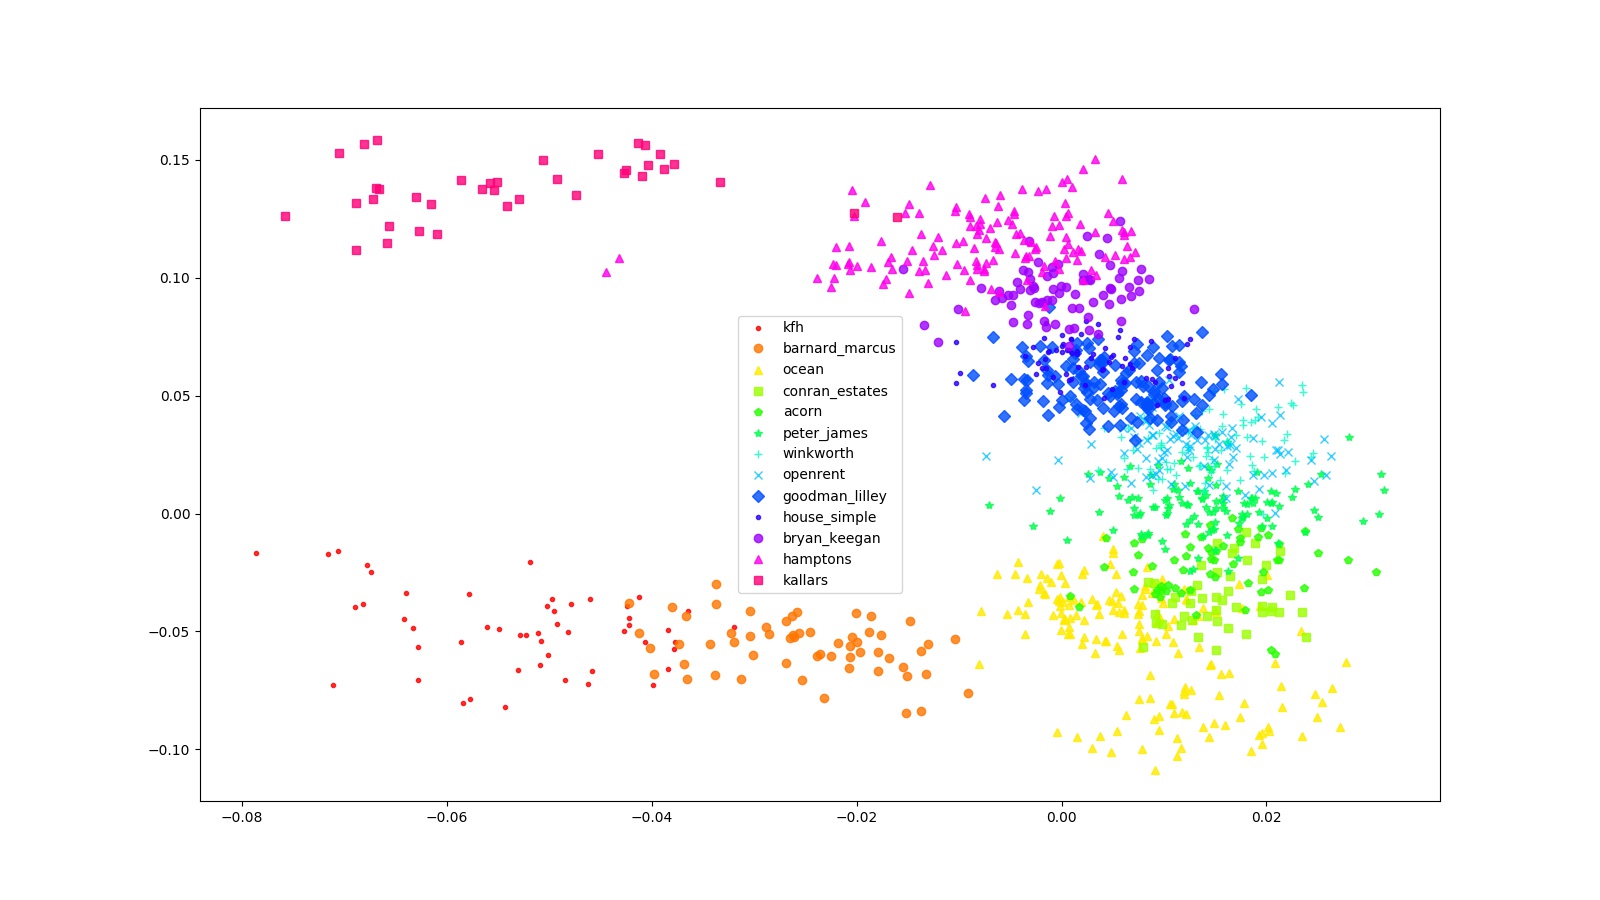 0.15
0.10
0.05
0.00
−0.05
−0.10
kfh
barnard_marcus
ocean
conran_estates
acorn
peter_james
winkworth
openrent
goodman_lilley
house_simple
bryan_keegan
hamptons
kallars
−0.08 −0.06 −0.04 −0.02 0.00 0.02